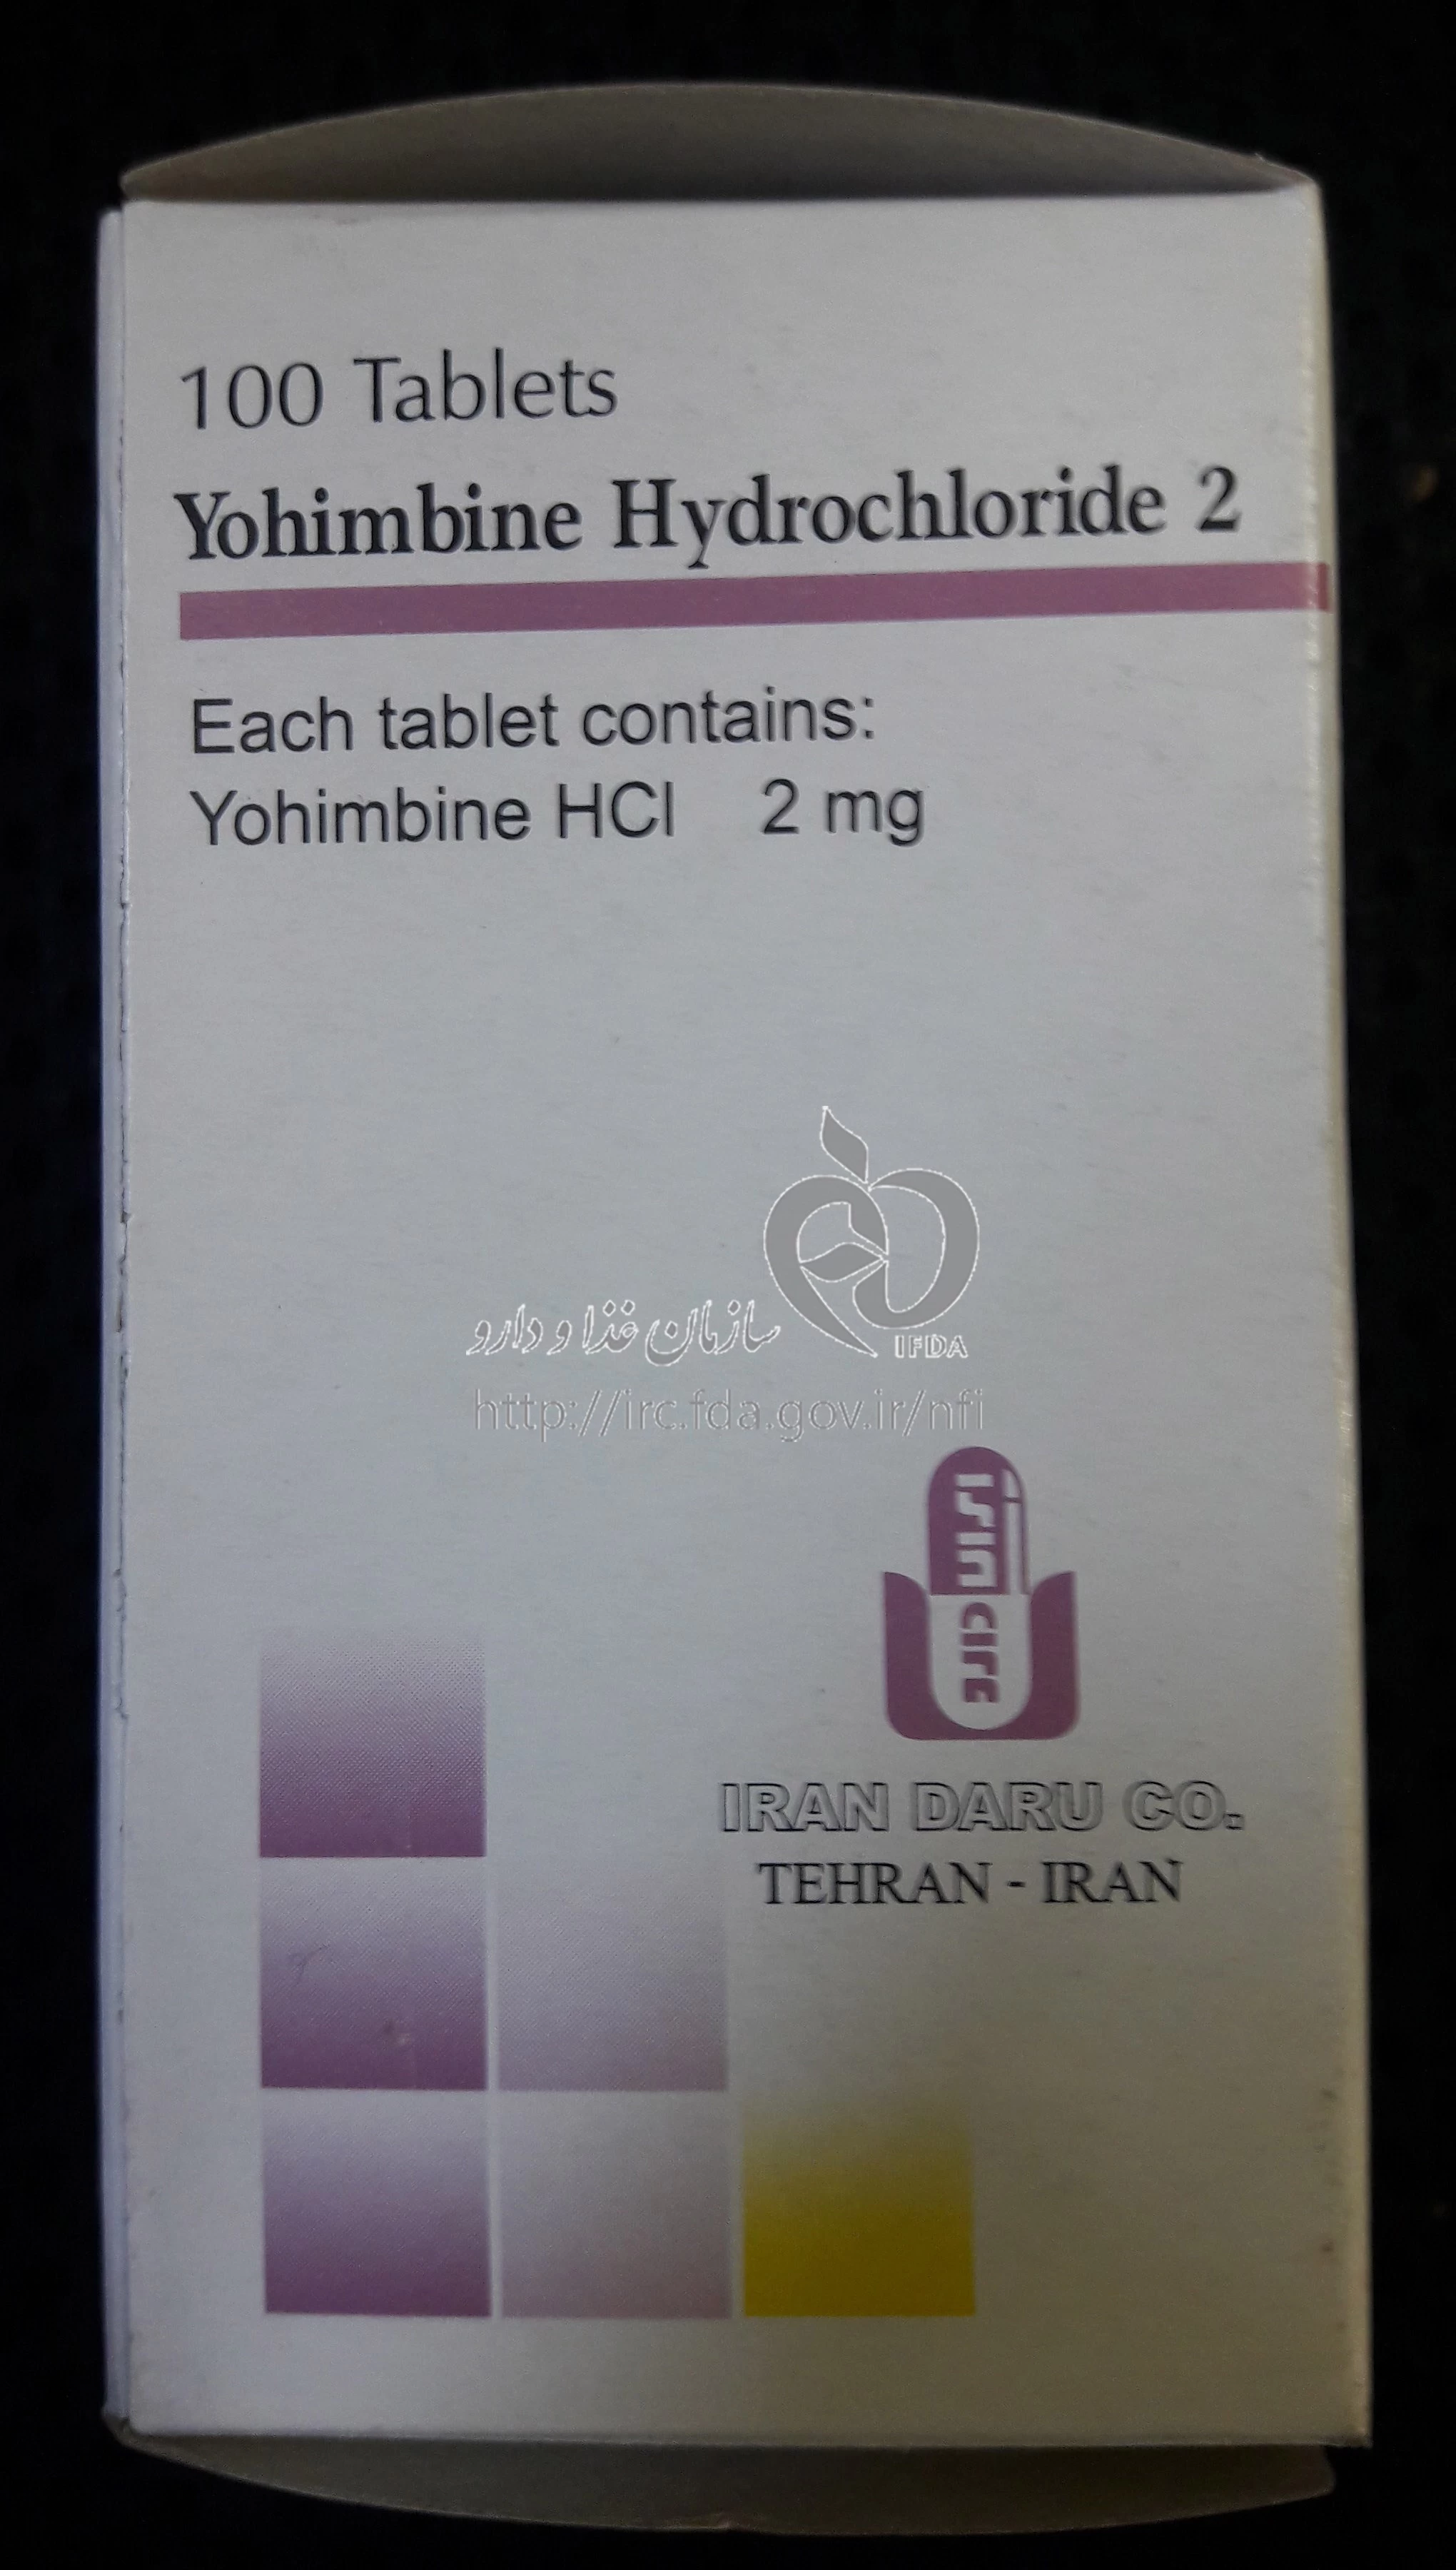 100 Tablets
Yohimbine Hydrochloride 2
Each tablet contains:
Yohimbine HCl 2 mg
سازمان غذا و دارو
IFDA
http://irc.fda.gov.ir/nfi
IRAN DARU CO.
TEHRAN - IRAN